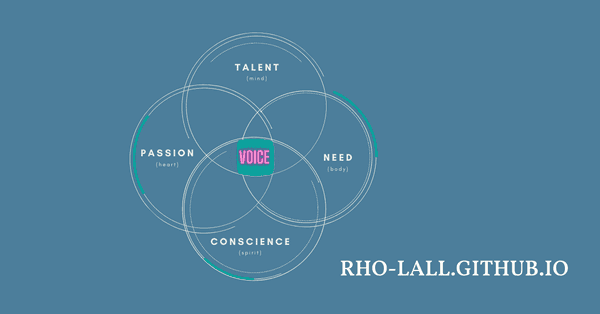 TALENT
(mind)
PASSION
(heart)
VOICE
NEED
(body)
CONSCIENCE
(spirit)
RHO-LALL.GITHUB.IO